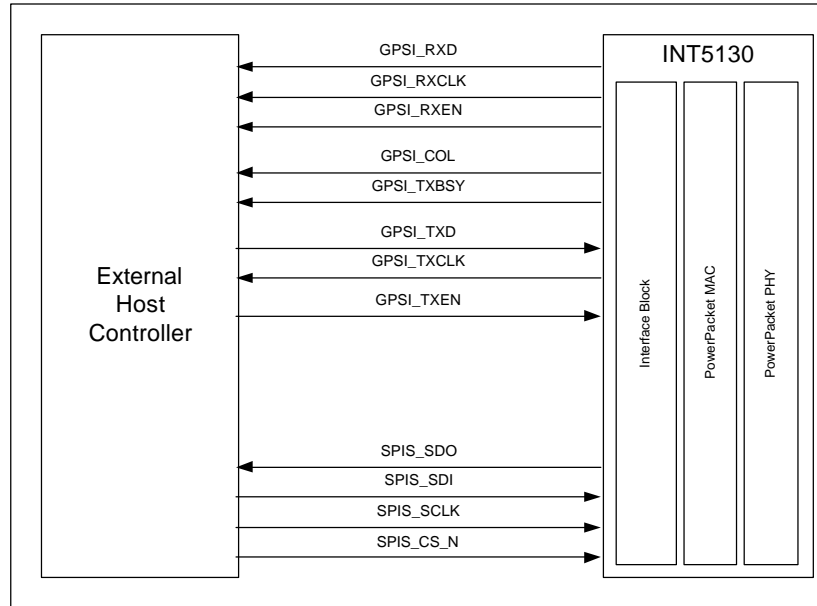 GPSI_RXD
INT5130
GPSI_RXCLK
GPSI_RXEN
GPSI_COL
GPSI_TXBSY
GPSI_TXD
GPSI_TXCLK
GPSI_TXEN
External
Host
Controller
Interface Block
PowerPacket MAC
PowerPacket PHY
SPIS_SDO
SPIS_SDI
SPIS_SCLK
SPIS_CS_N